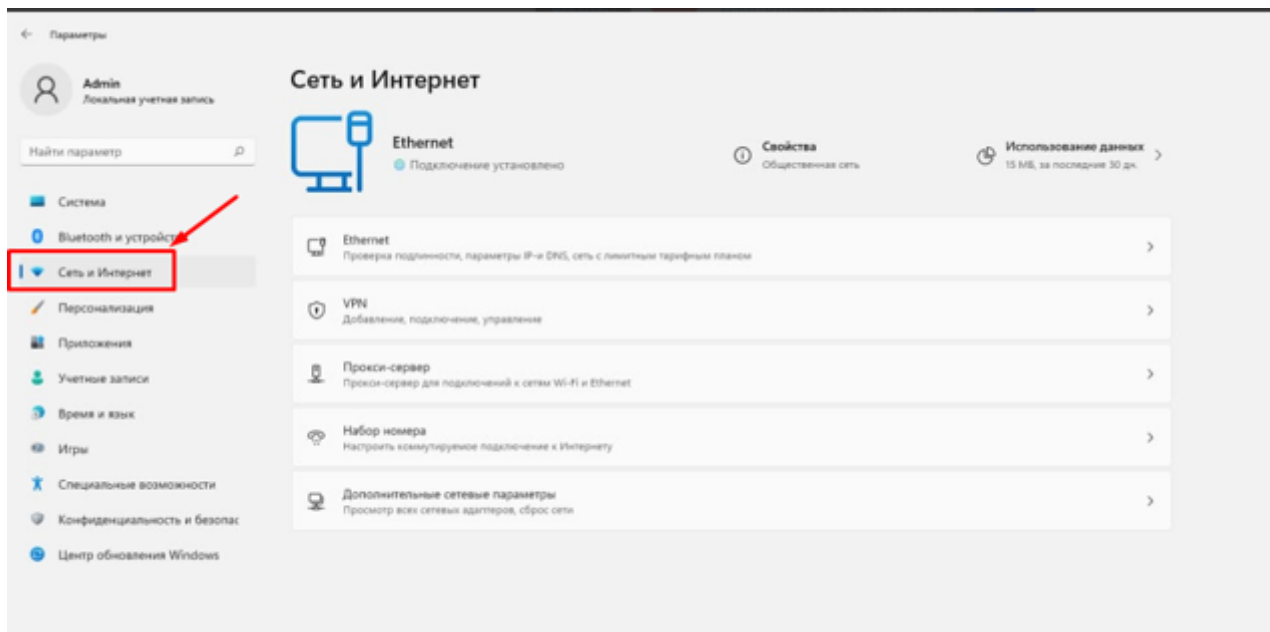 Параметры
Admin
Локальная учетная запись
Найти параметр
Система
Bluetooth и устройст
Сеть и Интернет
Персонализация
Приложения
Учетные записи
Время и язык
Игры
Специальные возможности
Конфиденциальность и безопас
Центр обновления Windows
Сеть и Интернет
Ethernet
Подключение установлено
Свойства
Общественная сеть
Использование данных
15 МБ, за последние 30 дн.
Ethernet
Проверка подлинности, параметры IP-и DNS, сеть с лимитным тарифным планом
VPN
Добавление, подключение, управление
Прокси-сервер
Прокси-сервер для подключений к сетям Wi-Fi и Ethernet
Набор номера
Настроить коммутируемое подключение к Интернету
Дополнительные сетевые параметры
Просмотр всех сетевых адаптеров, сброс сети